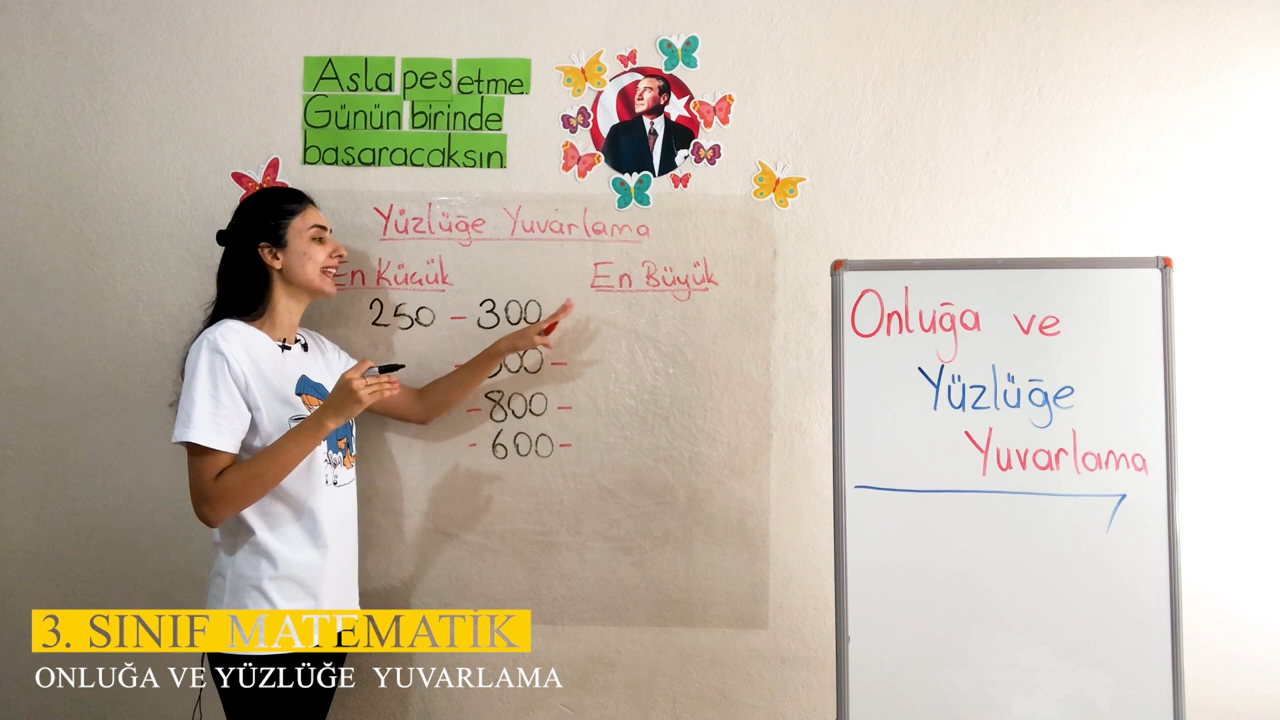 Asla pes etme.
Günün birinde
başaracaksın.
Yüzlüğe Yuvarlama
En Küçük
En Büyük
250 - 300
- 00 -
- 800 -
- 600 -
Onluğa ve
Yüzlüğe
Yuvarlama
3. SINIF MATEMATİK
ONLUĞA VE YÜZLÜĞE YUVARLAMA